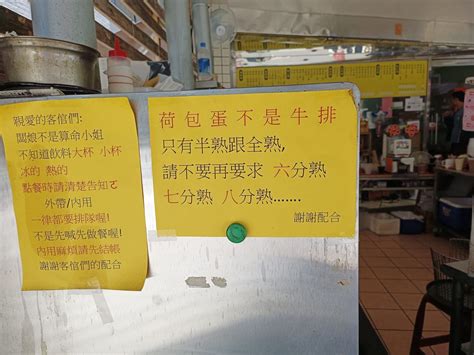 親愛的客倌們:
闆娘不是算命小姐
不知道飲料大杯 小杯
冰的 熱的
點餐時請清楚告知ㄛ
外帶/內用
一律都要排隊喔!
不是先喊先做餐喔!
內用麻煩請先結帳
謝謝客倌們的配合
荷包蛋不是牛排
只有半熟跟全熟,
請不要再要求 六分熟
七分熟 八分熟.......
謝謝配合